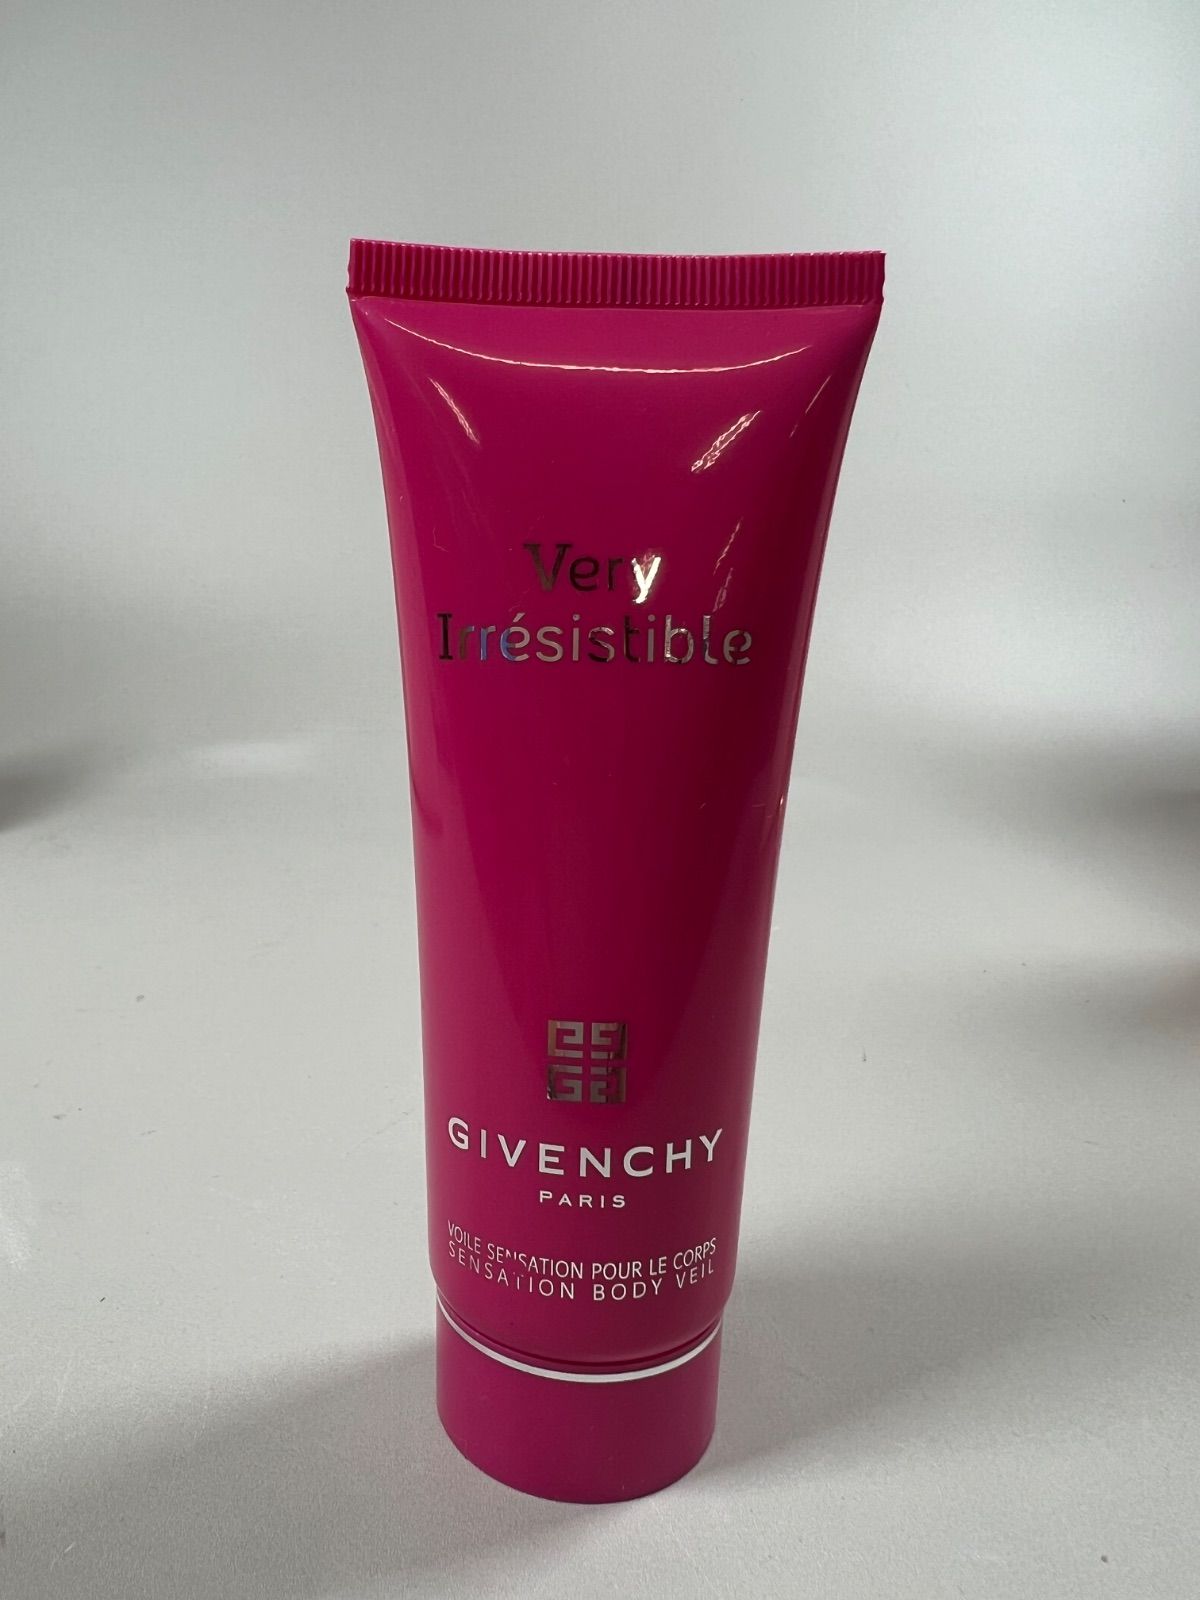 Very
Irrésistible
GIVENCHY
PARIS
VOILE SENSATION POUR LE CORPS
SENSATION BODY VEIL